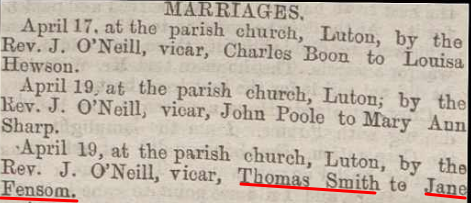 MARRIAGES.
April 17, at the parish church, Luton, by the
Rev. J. O'Neill, vicar, Charles Boon to Louisa
Hewson.
April 19, at the parish church, Luton, by the
Rev. J. O'Neill, vicar, John Poole to Mary Ann
Sharp.
April 19, at the parish church, Luton, by the
Rev. J. O'Neill, vicar, Thomas Smith to Jane
Fensom.